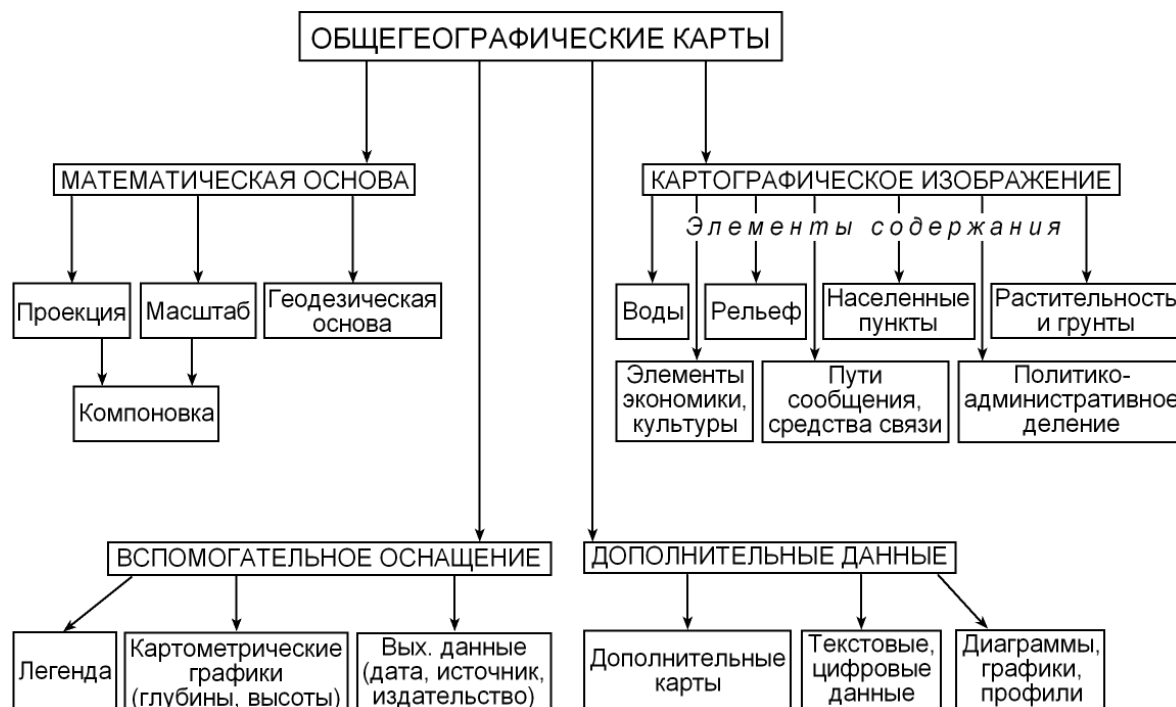 ОБЩЕГЕОГРАФИЧЕСКИЕ КАРТЫ
МАТЕМАТИЧЕСКАЯ ОСНОВА
КАРТОГРАФИЧЕСКОЕ ИЗОБРАЖЕНИЕ
Элементы содержания
Проекция
Масштаб
Геодезическая
основа
Компоновка
Воды
Рельеф
Населенные
пункты
Растительность
и грунты
Элементы
экономики,
культуры
Пути
сообщения,
средства связи
Политико-
административное
деление
ВСПОМОГАТЕЛЬНОЕ ОСНАЩЕНИЕ
ДОПОЛНИТЕЛЬНЫЕ ДАННЫЕ
Легенда
Картометрические
графики
(глубины, высоты)
Вых. данные
(дата, источник,
издательство)
Дополнительные
карты
Текстовые,
цифровые
данные
Диаграммы,
графики,
профили